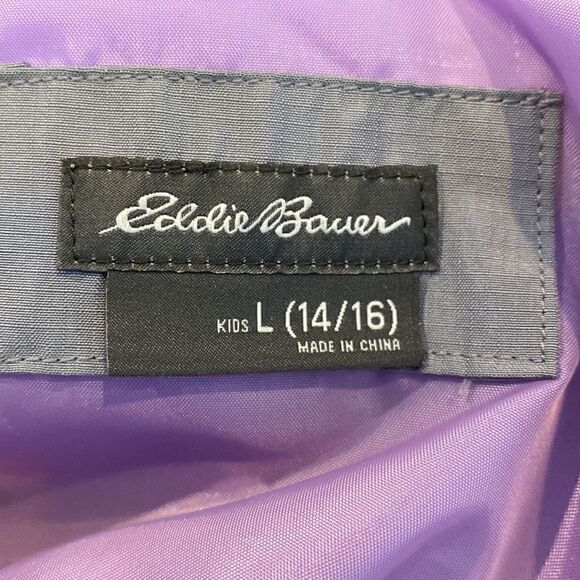 Eddie Bauer
KIDS L (14/16)
MADE IN CHINA